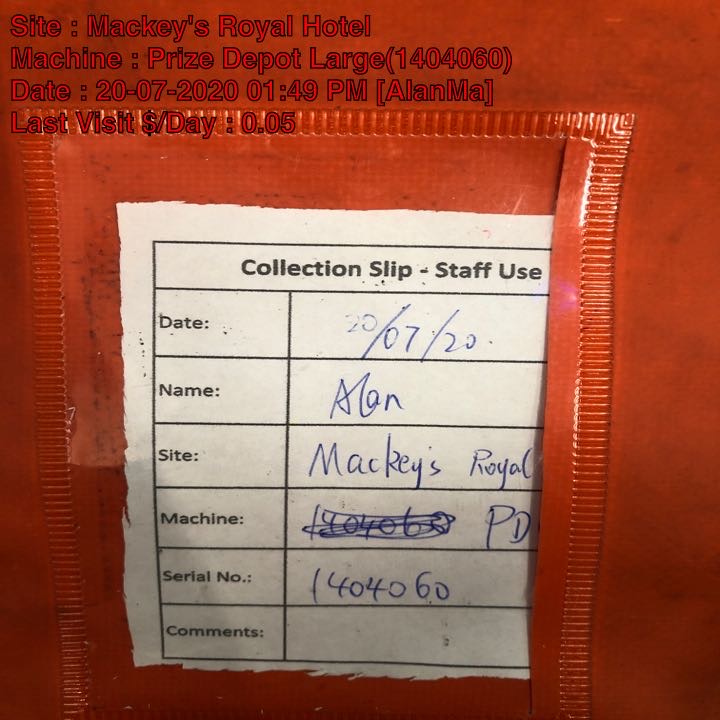 Site : Mackey's Royal Hotel
Machine : Prize Depot Large(1404060)
Date : 20-07-2020 01:49 PM [AlanMa]
Last Visit $/Day : 0.05
Collection Slip - Staff Use
Date: 20/07/20.
Name: Alan
Site: Mackey's Royal
Machine: PD
Serial No.: 1404060
Comments: